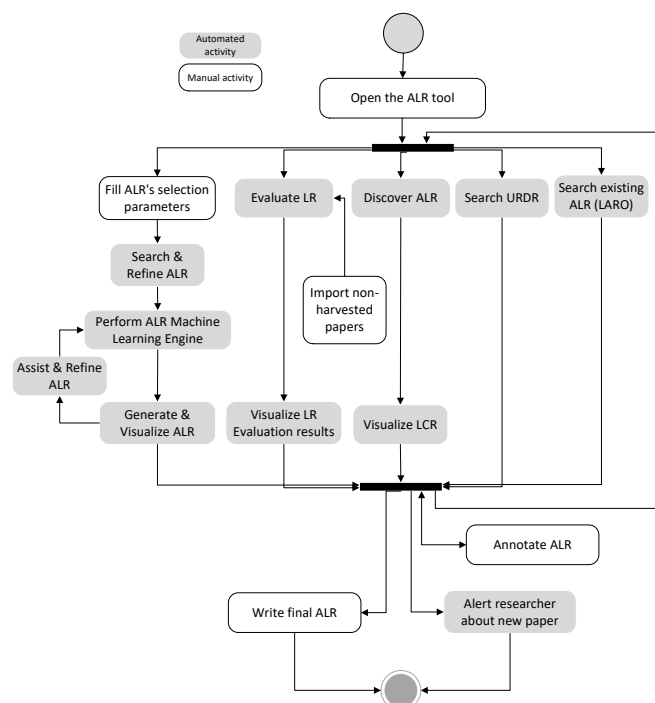 Automated
activity
Manual activity
Open the ALR tool
Fill ALR's selection
parameters
Evaluate LR
Discover ALR
Search URDR
Search existing
ALR (LARO)
Search &
Refine ALR
Import non-
harvested
papers
Perform ALR Machine
Learning Engine
Assist & Refine
ALR
Generate &
Visualize ALR
Visualize LR
Evaluation results
Visualize LCR
Annotate ALR
Write final ALR
Alert researcher
about new paper